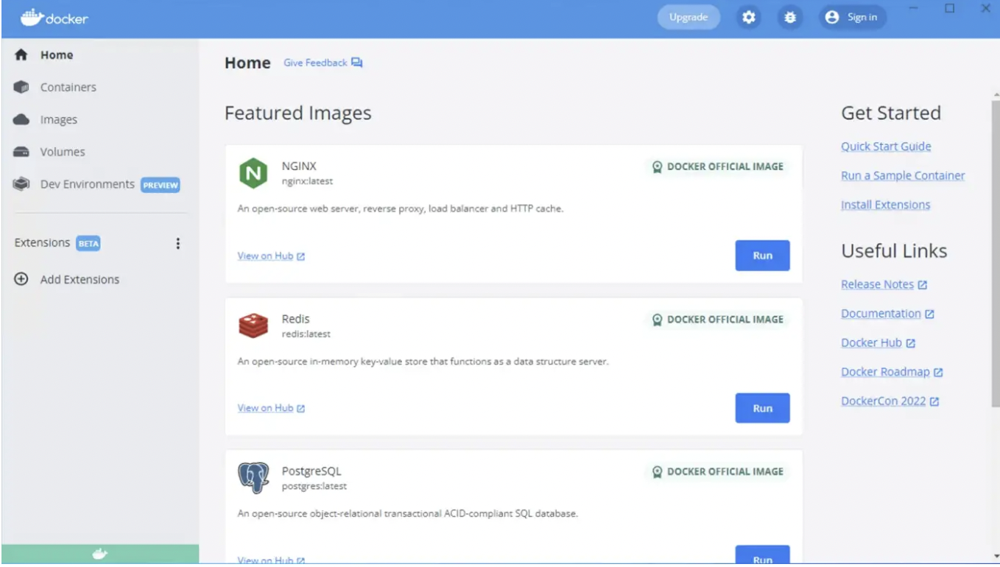 docker
Upgrade
Sign in
Home
Containers
Images
Volumes
Dev Environments PREVIEW
Extensions BETA
Add Extensions
Home Give Feedback
Featured Images
NGINX
nginx:latest
DOCKER OFFICIAL IMAGE
An open-source web server, reverse proxy, load balancer and HTTP cache.
View on Hub
Run
Redis
redis:latest
DOCKER OFFICIAL IMAGE
An open-source in-memory key-value store that functions as a data structure server.
View on Hub
Run
PostgreSQL
postgres:latest
DOCKER OFFICIAL IMAGE
An open-source object-relational transactional ACID-compliant SQL database.
View on Hub
Run
Get Started
Quick Start Guide
Run a Sample Container
Install Extensions
Useful Links
Release Notes
Documentation
Docker Hub
Docker Roadmap
DockerCon 2022